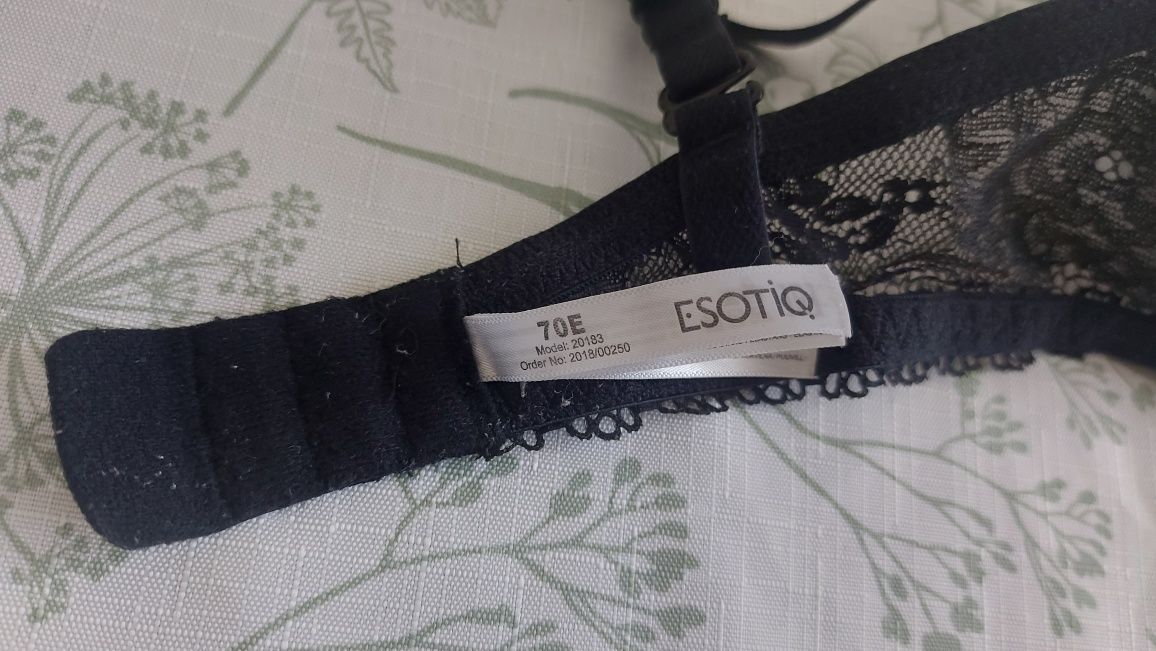 70E
Model: 20183
Order No: 2018/00250
ESOTIQ